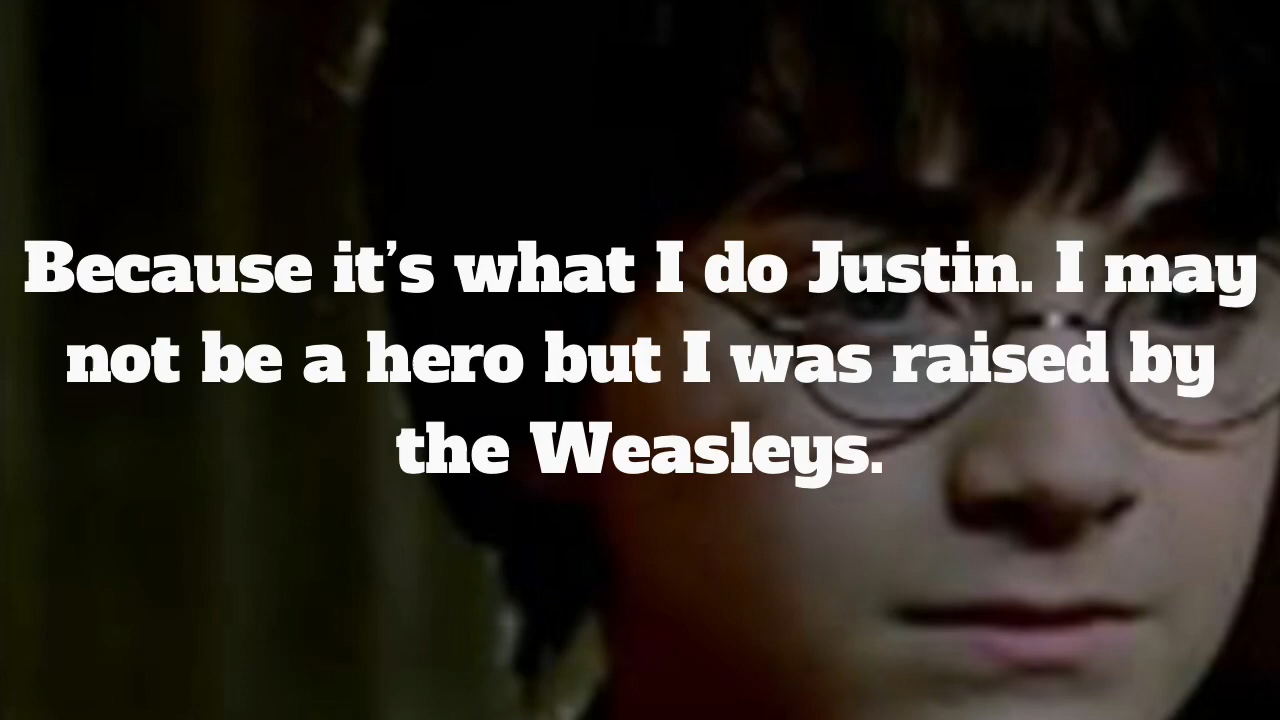 Because it’s what I do Justin. I may
not be a hero but I was raised by
the Weasleys.